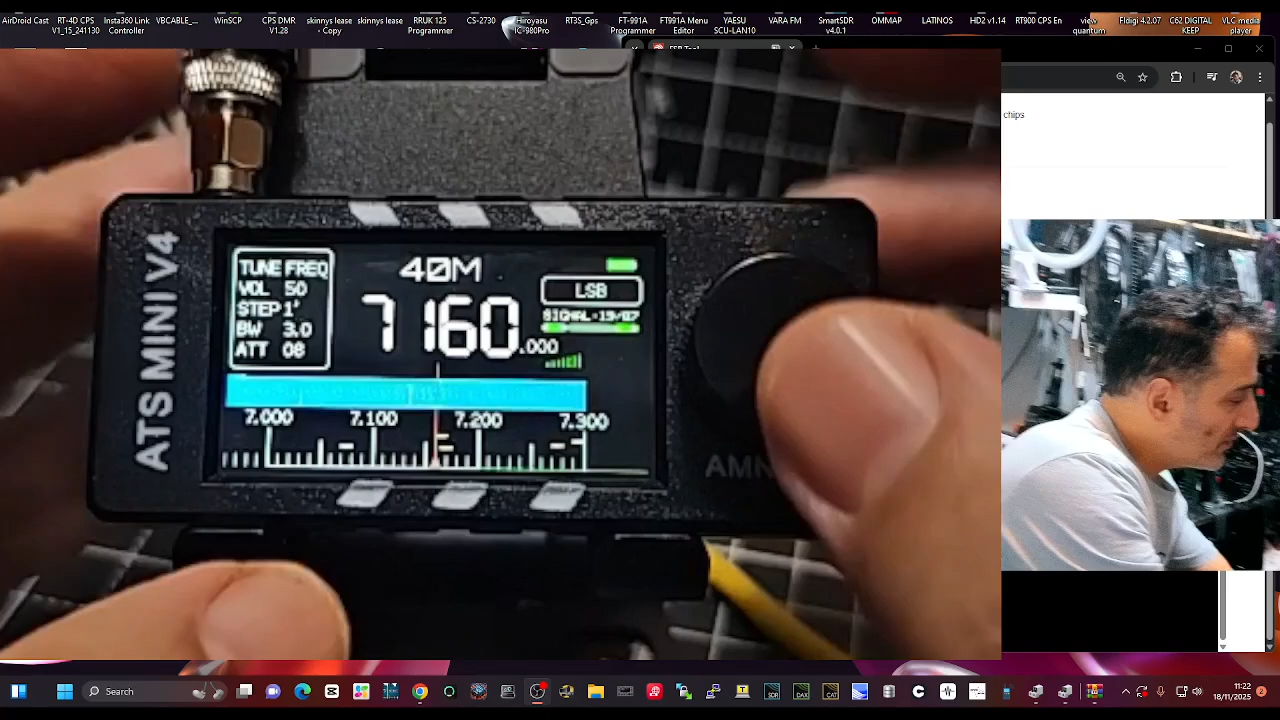 AirDroid Cast
RT-4D CPS
V1_15_241130
Insta360 Link
Controller
VBCABLE_...
WinSCP
CPS DMR
V1.28
skinnys lease
- Copy
skinnys lease
RRUK 125
Programmer
CS-2730
Hiroyasu
IC-980Pro
RT3S_Gps
FT-991A
Programmer
FT991A Menu
Editor
YAESU
SCU-LAN10
VARA FM
SmartSDR
v4.0.1
OMMAP
LATINOS
HD2 v1.14
RT900 CPS En
view
quantum
Fldigi 4.2.07
C62 DIGITAL
KEEP
VLC media
player
chips
ATS MINI V4
TUNE FREQ
VOL 50
STEP 1
BW 3.0
ATT 08
40M
7160.000
LSB
7.000 7.100 7.200 7.300
Search
SDR
DAX
CAT
11:22
18/11/2025